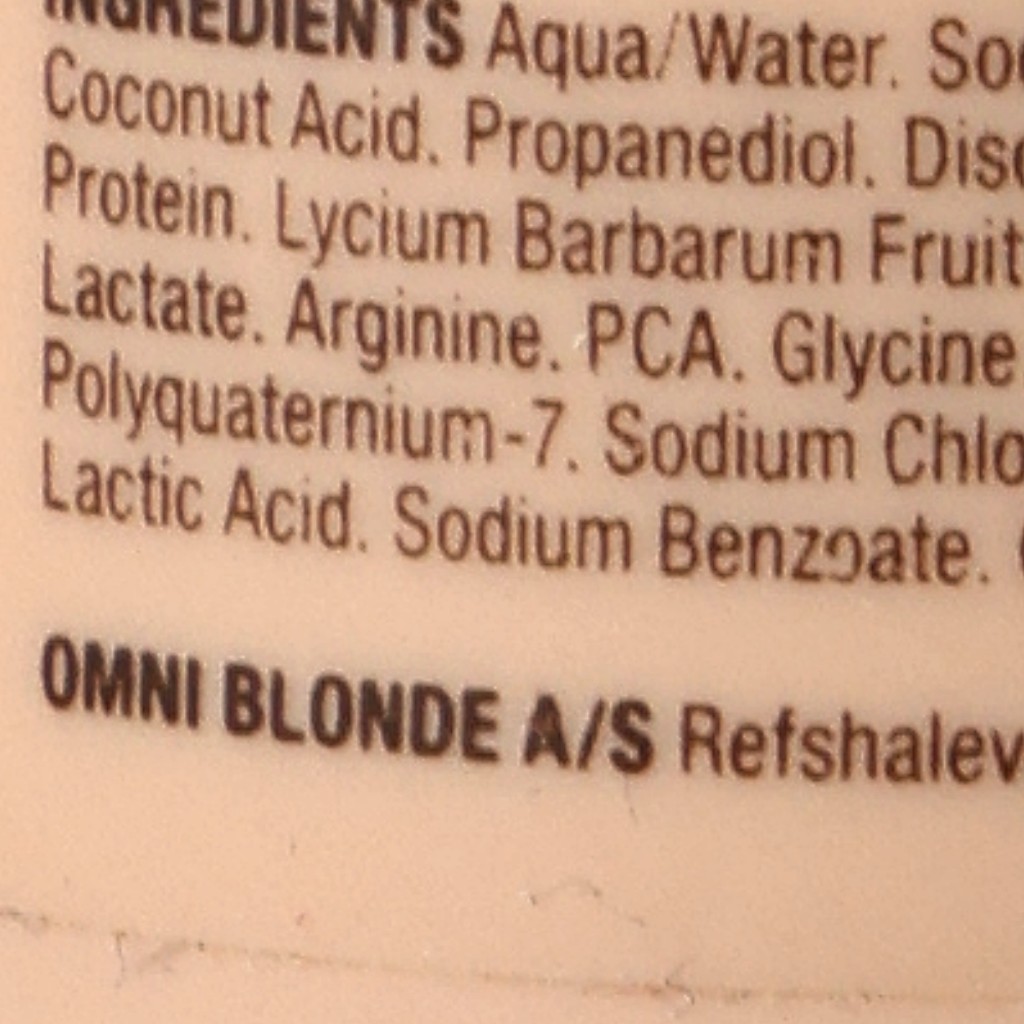 INGREDIENTS Aqua/Water. So
Coconut Acid. Propanediol. Diso
Protein. Lycium Barbarum Fruit
Lactate. Arginine. PCA. Glycine
Polyquaternium-7. Sodium Chlo
Lactic Acid. Sodium Benzoate.
OMNI BLONDE A/S Refshalev